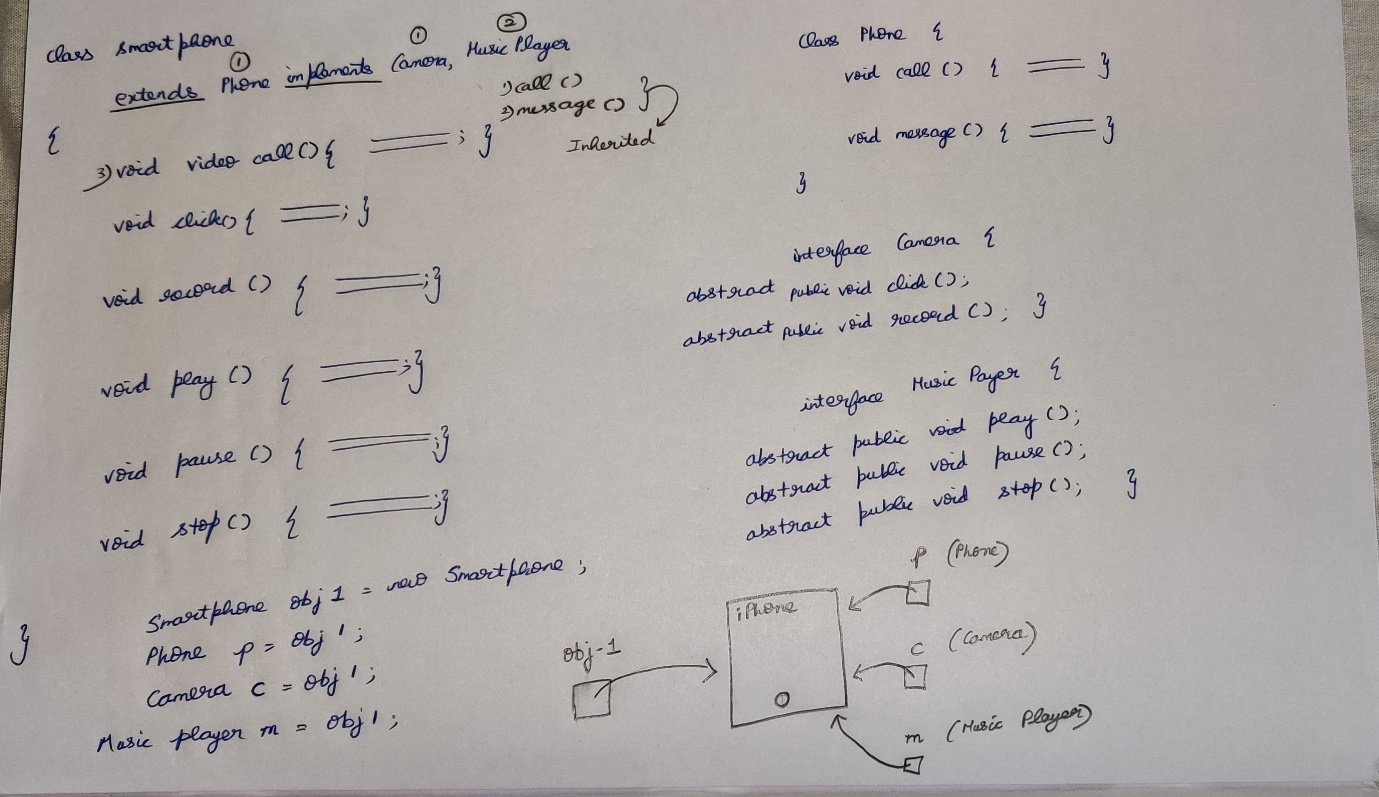 class smart phone
① ① ②
extends Phone implements Camera, Music Player
1) call ()
2) message () }
Inherited
{
3) void video call () { ; }
void click() { ; }
void record () { ; }
void play () { ; }
void pause () { ; }
void stop () { ; }
}
Smartphone obj 1 = new Smartphone ;
Phone p = obj 1 ;
Camera c = obj 1 ;
Music player m = obj 1 ;
Class Phone {
void call () { }
void message () { }
}
interface Camera {
abstract public void click ();
abstract public void record (); }
interface Music Payer {
abstract public void play ();
abstract public void pause ();
abstract public void stop (); }
obj-1
iPhone
p (Phone)
c (Camera)
m (Music Player)